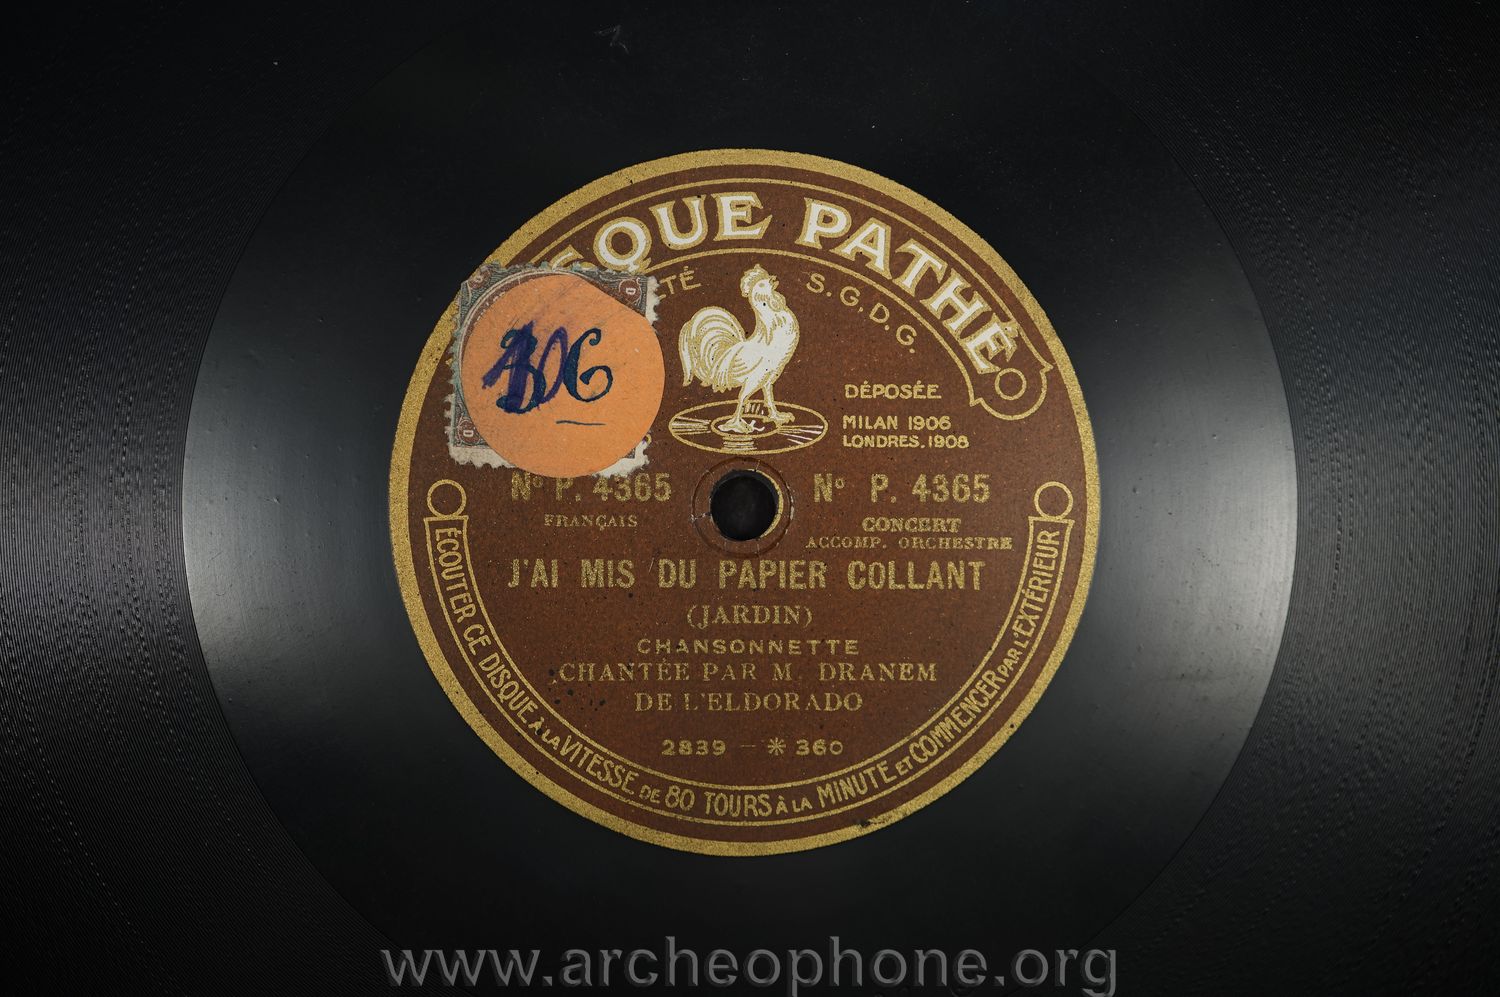 SQUE PATHÉ
TÉ S.G.D.G.
DÉPOSÉE
MILAN 1906
LONDRES. 1908
No P. 4365 No P. 4365
FRANÇAIS CONCERT
ACCOMP. ORCHESTRE
J'AI MIS DU PAPIER COLLANT
(JARDIN)
CHANSONNETTE
CHANTÉE PAR M. DRANEM
DE L'ELDORADO
2839 - * 360
ÉCOUTER CE DISQUE À LA VITESSE DE 80 TOURS À LA MINUTE ET COMMENCER PAR L'EXTÉRIEUR
www.archeophone.org